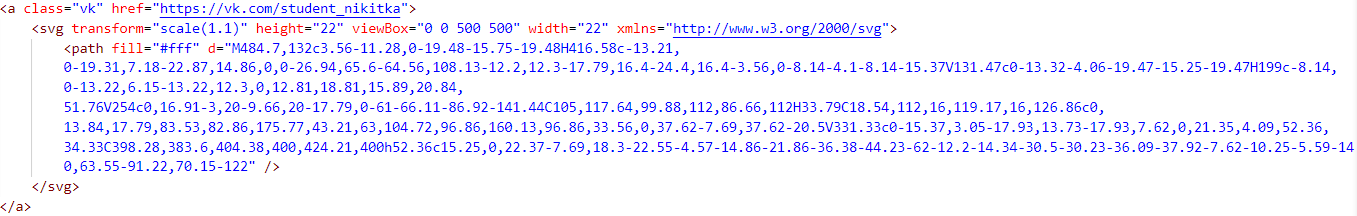 <a class="vk" href="https://vk.com/student_nikitka">
<svg transform="scale(1.1)" height="22" viewBox="0 0 500 500" width="22" xmlns="http://www.w3.org/2000/svg">
<path fill="#fff" d="M484.7,132c3.56-11.28,0-19.48-15.75-19.48H416.58c-13.21,
0-19.31,7.18-22.87,14.86,0,0-26.94,65.6-64.56,108.13-12.2,12.3-17.79,16.4-24.4,16.4-3.56,0-8.14-4.1-8.14-15.37V131.47c0-13.32-4.06-19.47-15.25-19.47H199c-8.14,
0-13.22,6.15-13.22,12.3,0,12.81,18.81,15.89,20.84,
51.76V254c0,16.91-3,20-9.66,20-17.79,0-61-66.11-86.92-141.44C105,117.64,99.88,112,86.66,112H33.79C18.54,112,16,119.17,16,126.86c0,
13.84,17.79,83.53,82.86,175.77,43.21,63,104.72,96.86,160.13,96.86,33.56,0,37.62-7.69,37.62-20.5V331.33c0-15.37,3.05-17.93,13.73-17.93,7.62,0,21.35,4.09,52.36,
34.33C398.28,383.6,404.38,400,424.21,400h52.36c15.25,0,22.37-7.69,18.3-22.55-4.57-14.86-21.86-36.38-44.23-62-12.2-14.34-30.5-30.23-36.09-37.92-7.62-10.25-5.59-14
0,63.55-91.22,70.15-122" />
</svg>
</a>